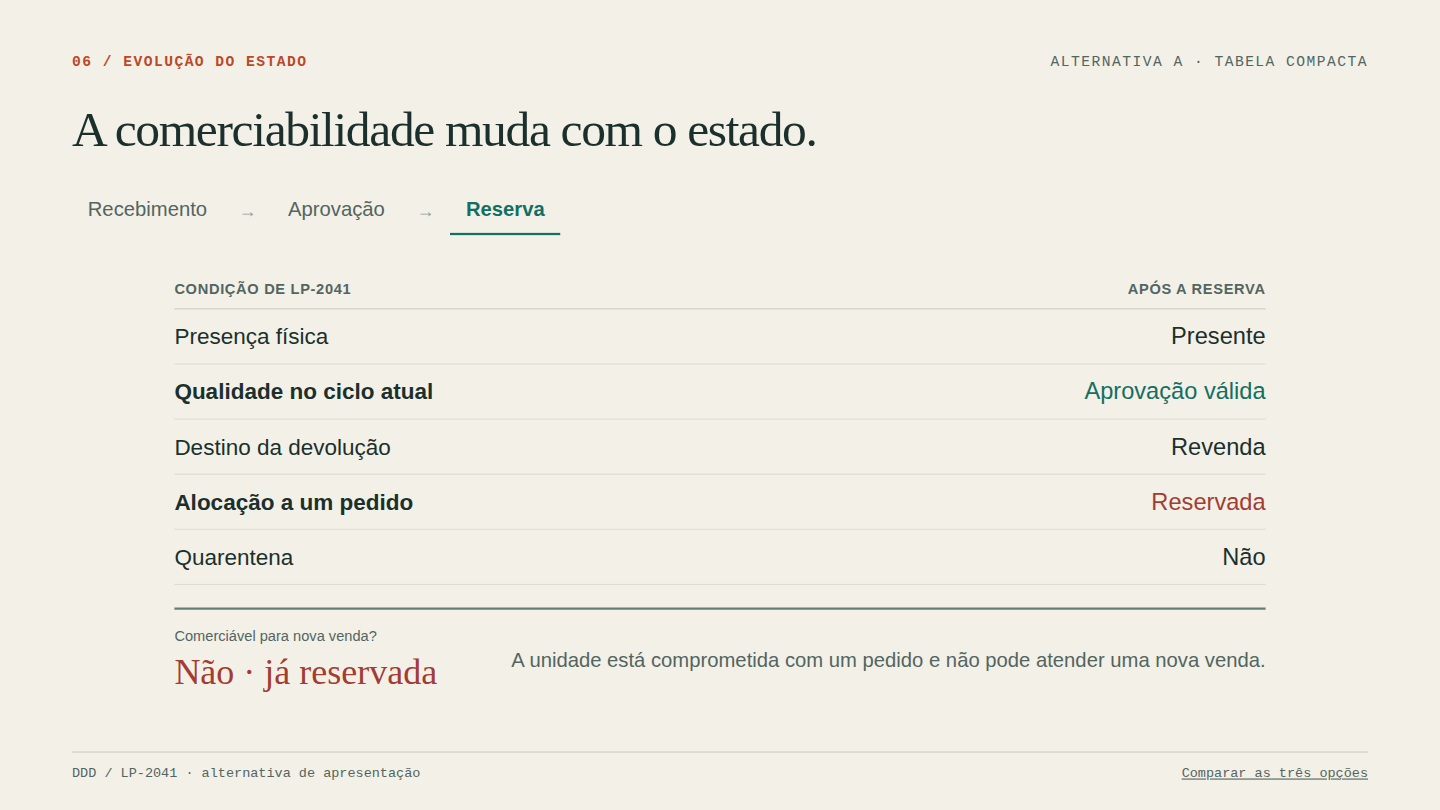 06 / EVOLUÇÃO DO ESTADO
ALTERNATIVA A · TABELA COMPACTA
A comerciabilidade muda com o estado.
Recebimento → Aprovação → Reserva
CONDIÇÃO DE LP-2041 APÓS A RESERVA
Presença física Presente
Qualidade no ciclo atual Aprovação válida
Destino da devolução Revenda
Alocação a um pedido Reservada
Quarentena Não
Comerciável para nova venda?
Não · já reservada
A unidade está comprometida com um pedido e não pode atender uma nova venda.
DDD / LP-2041 · alternativa de apresentação
Comparar as três opções